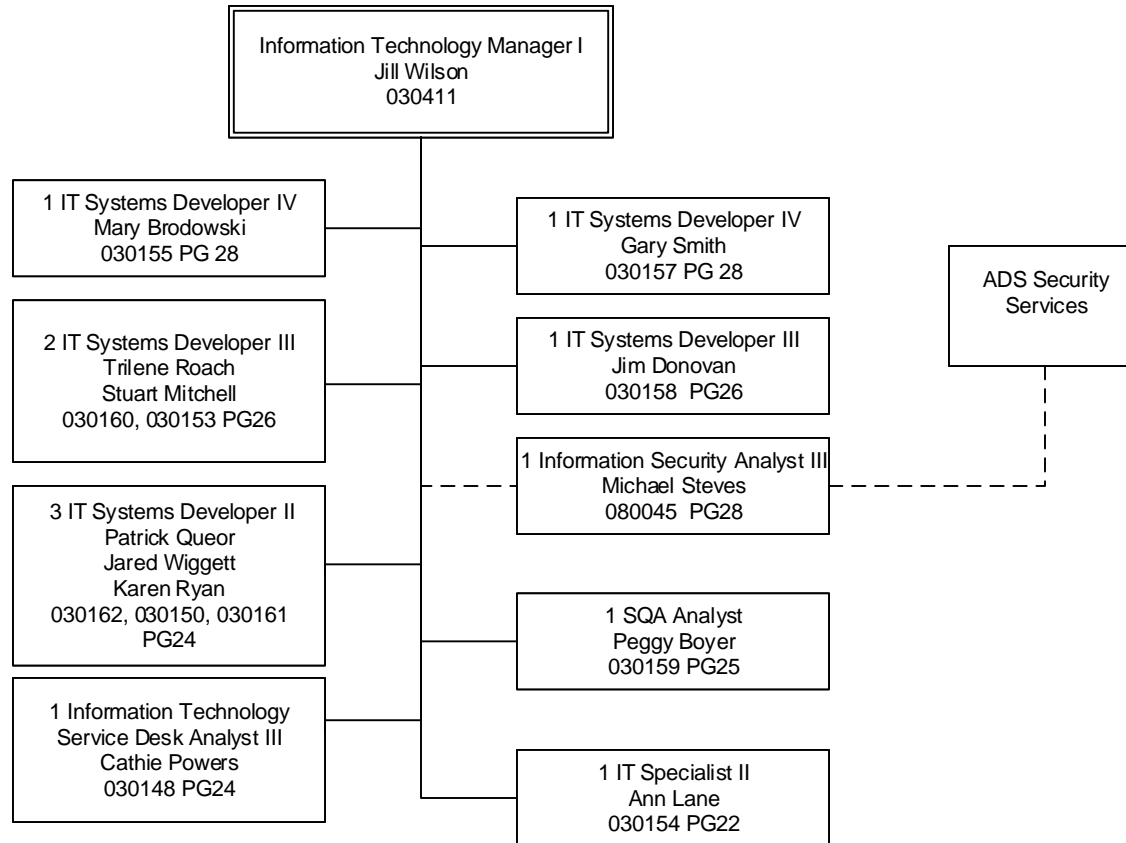 Information Technology Manager I
Jill Wilson
030411
1 IT Systems Developer IV
Mary Brodowski
030155 PG 28
1 IT Systems Developer IV
Gary Smith
030157 PG 28
ADS Security
Services
2 IT Systems Developer III
Trilene Roach
Stuart Mitchell
030160, 030153 PG26
1 IT Systems Developer III
Jim Donovan
030158 PG26
1 Information Security Analyst III
Michael Steves
080045 PG28
3 IT Systems Developer II
Patrick Queor
Jared Wiggett
Karen Ryan
030162, 030150, 030161
PG24
1 SQA Analyst
Peggy Boyer
030159 PG25
1 Information Technology
Service Desk Analyst III
Cathie Powers
030148 PG24
1 IT Specialist II
Ann Lane
030154 PG22